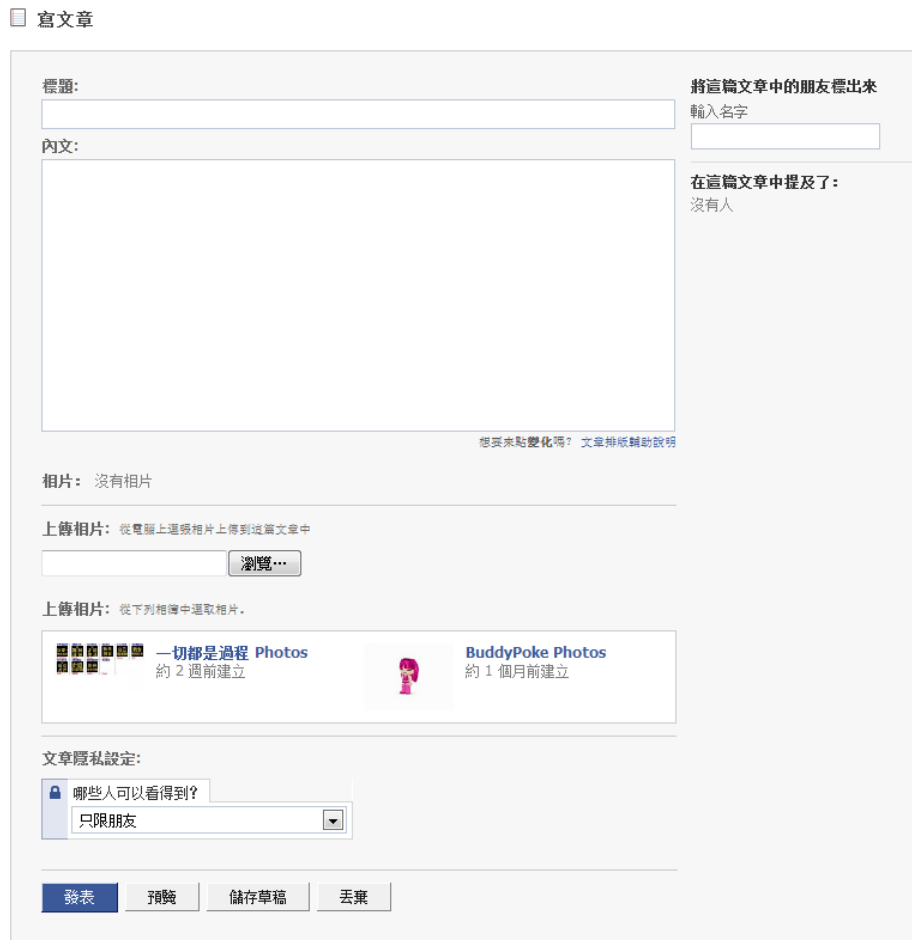 寫文章
標題:
內文:
想要來點變化嗎? 文章排版輔助說明
相片: 沒有相片
上傳相片: 從電腦上選張相片上傳到這篇文章中
瀏覽…
上傳相片: 從下列相簿中選取相片.
一切都是過程 Photos
約 2 週前建立
BuddyPoke Photos
約 1 個月前建立
文章隱私設定:
哪些人可以看得到?
只限朋友
發表 預覽 儲存草稿 丟棄
將這篇文章中的朋友標出來
輸入名字
在這篇文章中提及了:
沒有人